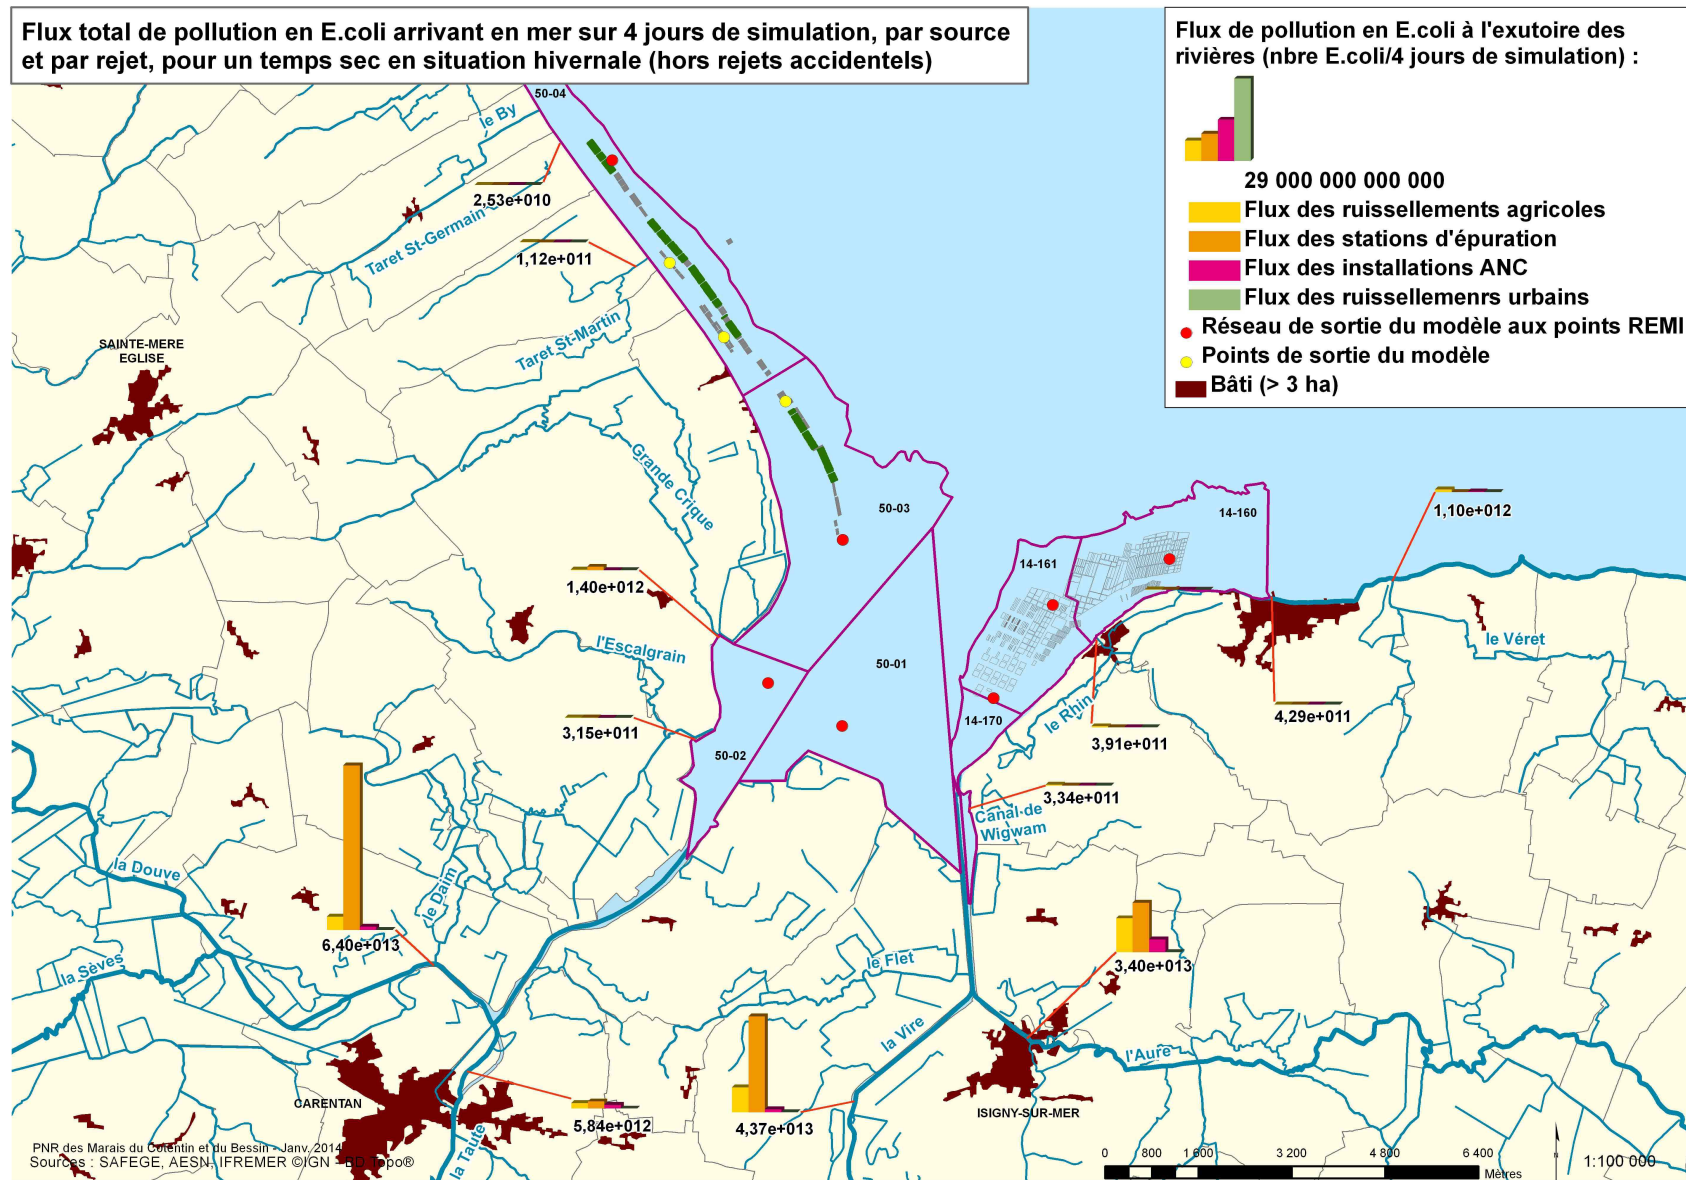 Flux total de pollution en E.coli arrivant en mer sur 4 jours de simulation, par source
et par rejet, pour un temps sec en situation hivernale (hors rejets accidentels)
Flux de pollution en E.coli à l'exutoire des
rivières (nbre E.coli/4 jours de simulation) :
29 000 000 000 000
Flux des ruissellements agricoles
Flux des stations d'épuration
Flux des installations ANC
Flux des ruissellemenrs urbains
Réseau de sortie du modèle aux points REMI
Points de sortie du modèle
Bâti (> 3 ha)
50-04
le By
2,53e+010
Taret St-Germain
1,12e+011
Taret St-Martin
SAINTE-MERE
EGLISE
Grande Crique
50-03
14-160
1,10e+012
14-161
1,40e+012
l'Escalgrain
50-01
le Véret
14-170
le Rhin
4,29e+011
3,15e+011
3,91e+011
50-02
3,34e+011
Canal de
Wigwam
la Douve
le Daim
6,40e+013
la Sèves
le Flet
3,40e+013
la Vire
l'Aure
CARENTAN
ISIGNY-SUR-MER
5,84e+012
4,37e+013
la Taute
PNR des Marais du Cotentin et du Bessin - Janv. 2014
Sources : SAFEGE, AESN, IFREMER ©IGN - BD Topo®
0 800 1 600 3 200 4 800 6 400
Mètres
N
1:100 000